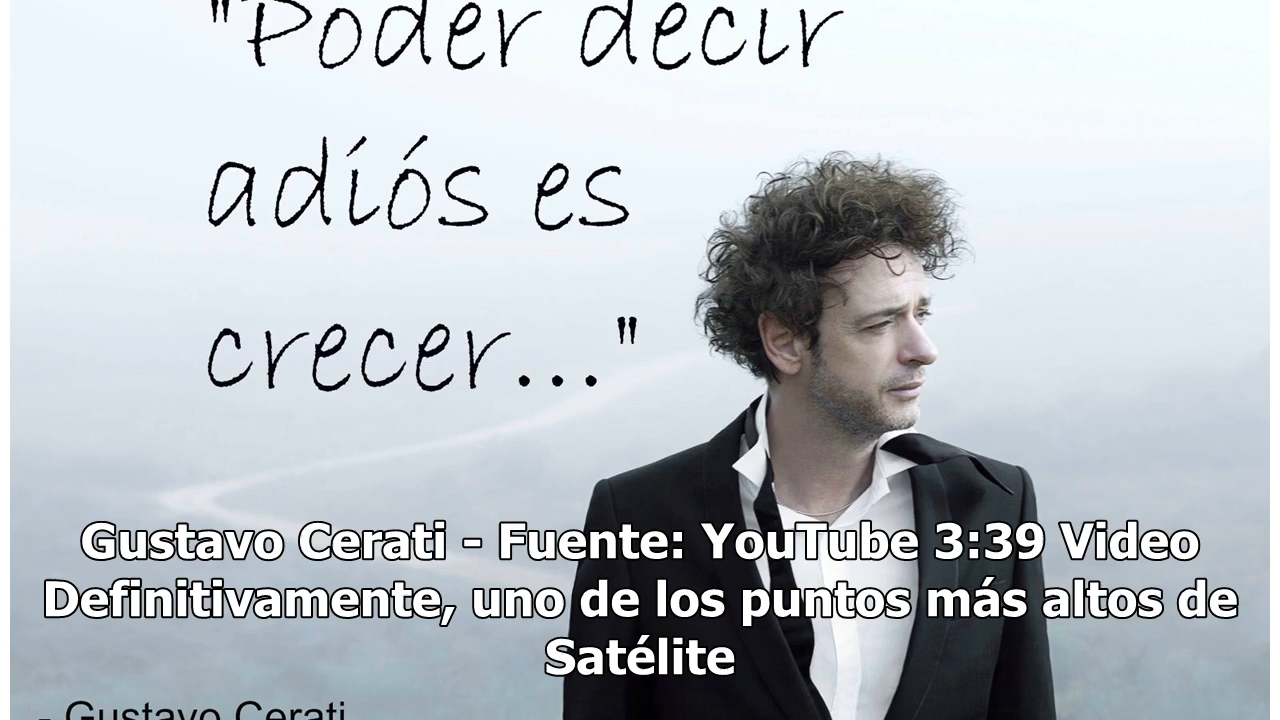 "Poder decir
adíós es
crecer..."
Gustavo Cerati - Fuente: YouTube 3:39 Video
Definitivamente, uno de los puntos más altos de
Satélite
- Gustavo Cerati